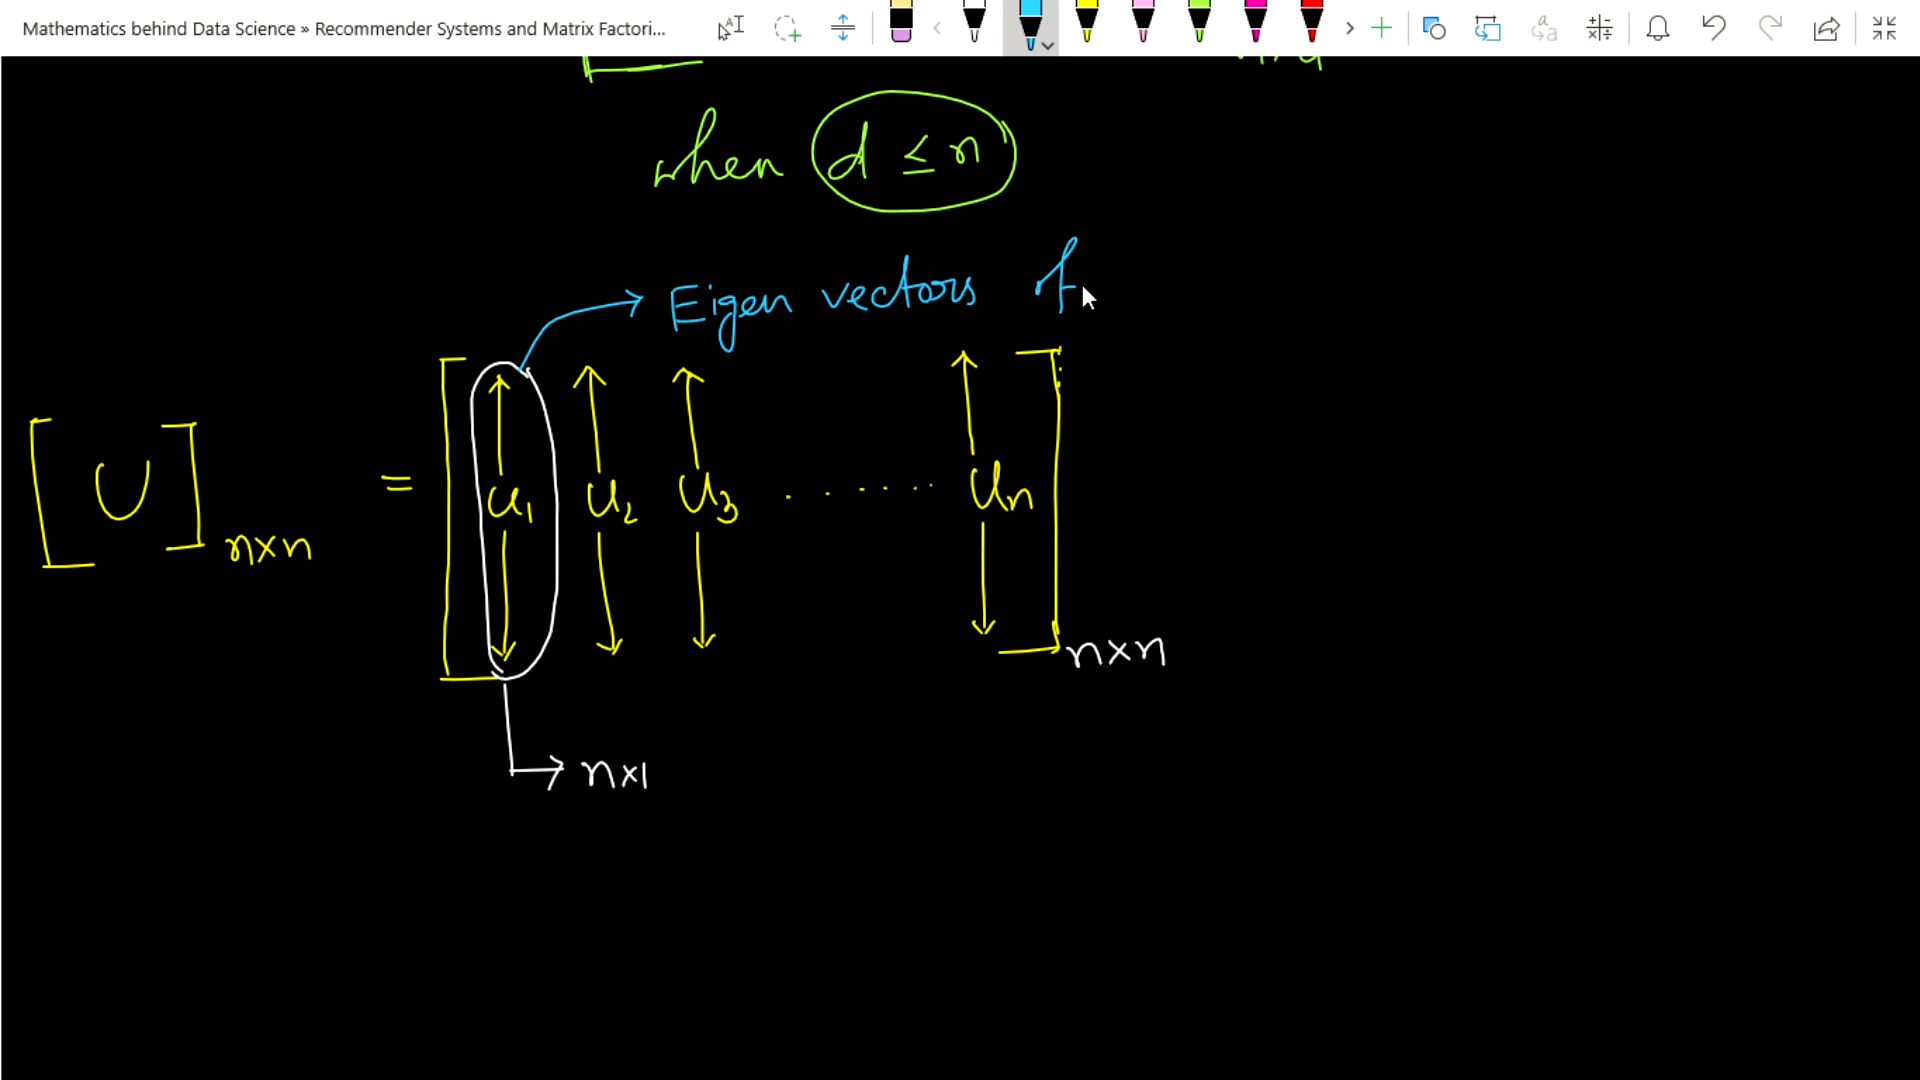 Mathematics behind Data Science » Recommender Systems and Matrix Factori...
when d ≤ n
Eigen vectors of
[ U ] n×n = [ u1 u2 u3 ....... un ] n×n
n×1